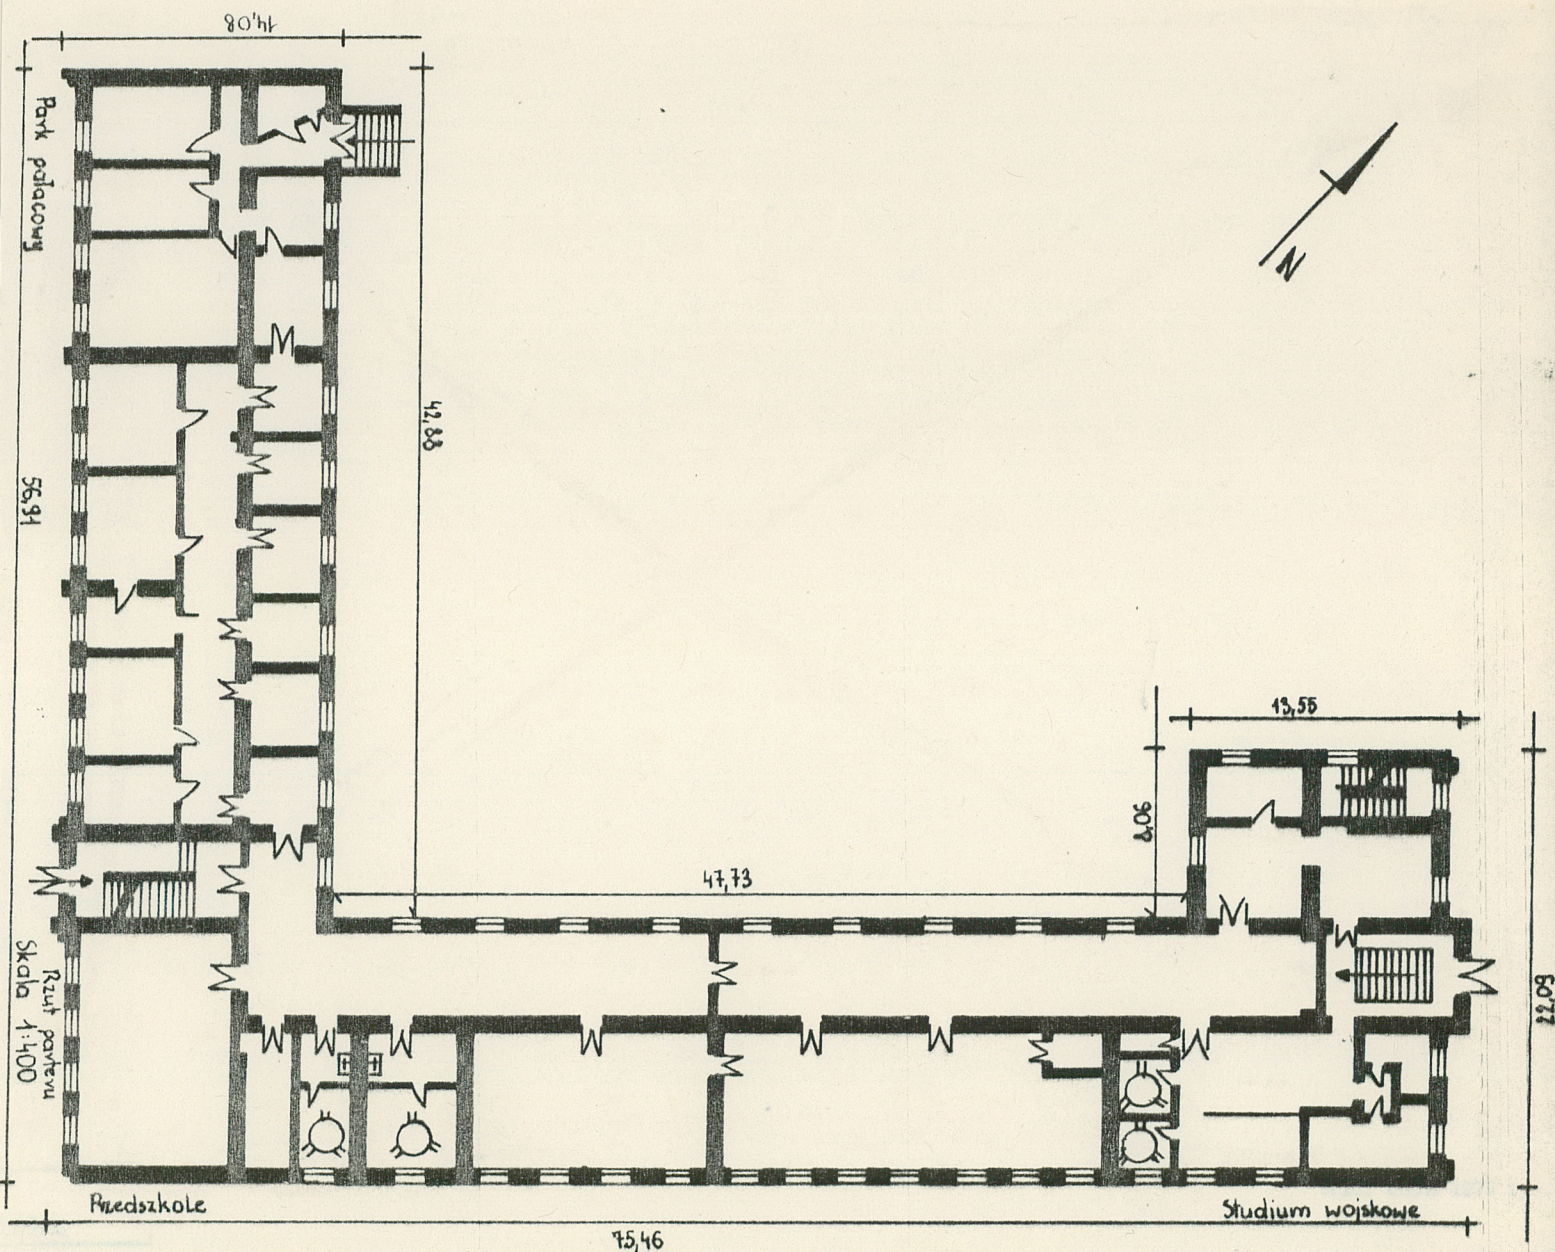 14,08
Park pałacowy
42,88
56,91
N
13,55
8,06
47,73
22,09
Rzut parteru
Skala 1:400
Przedszkole
Studium wojskowe
75,46